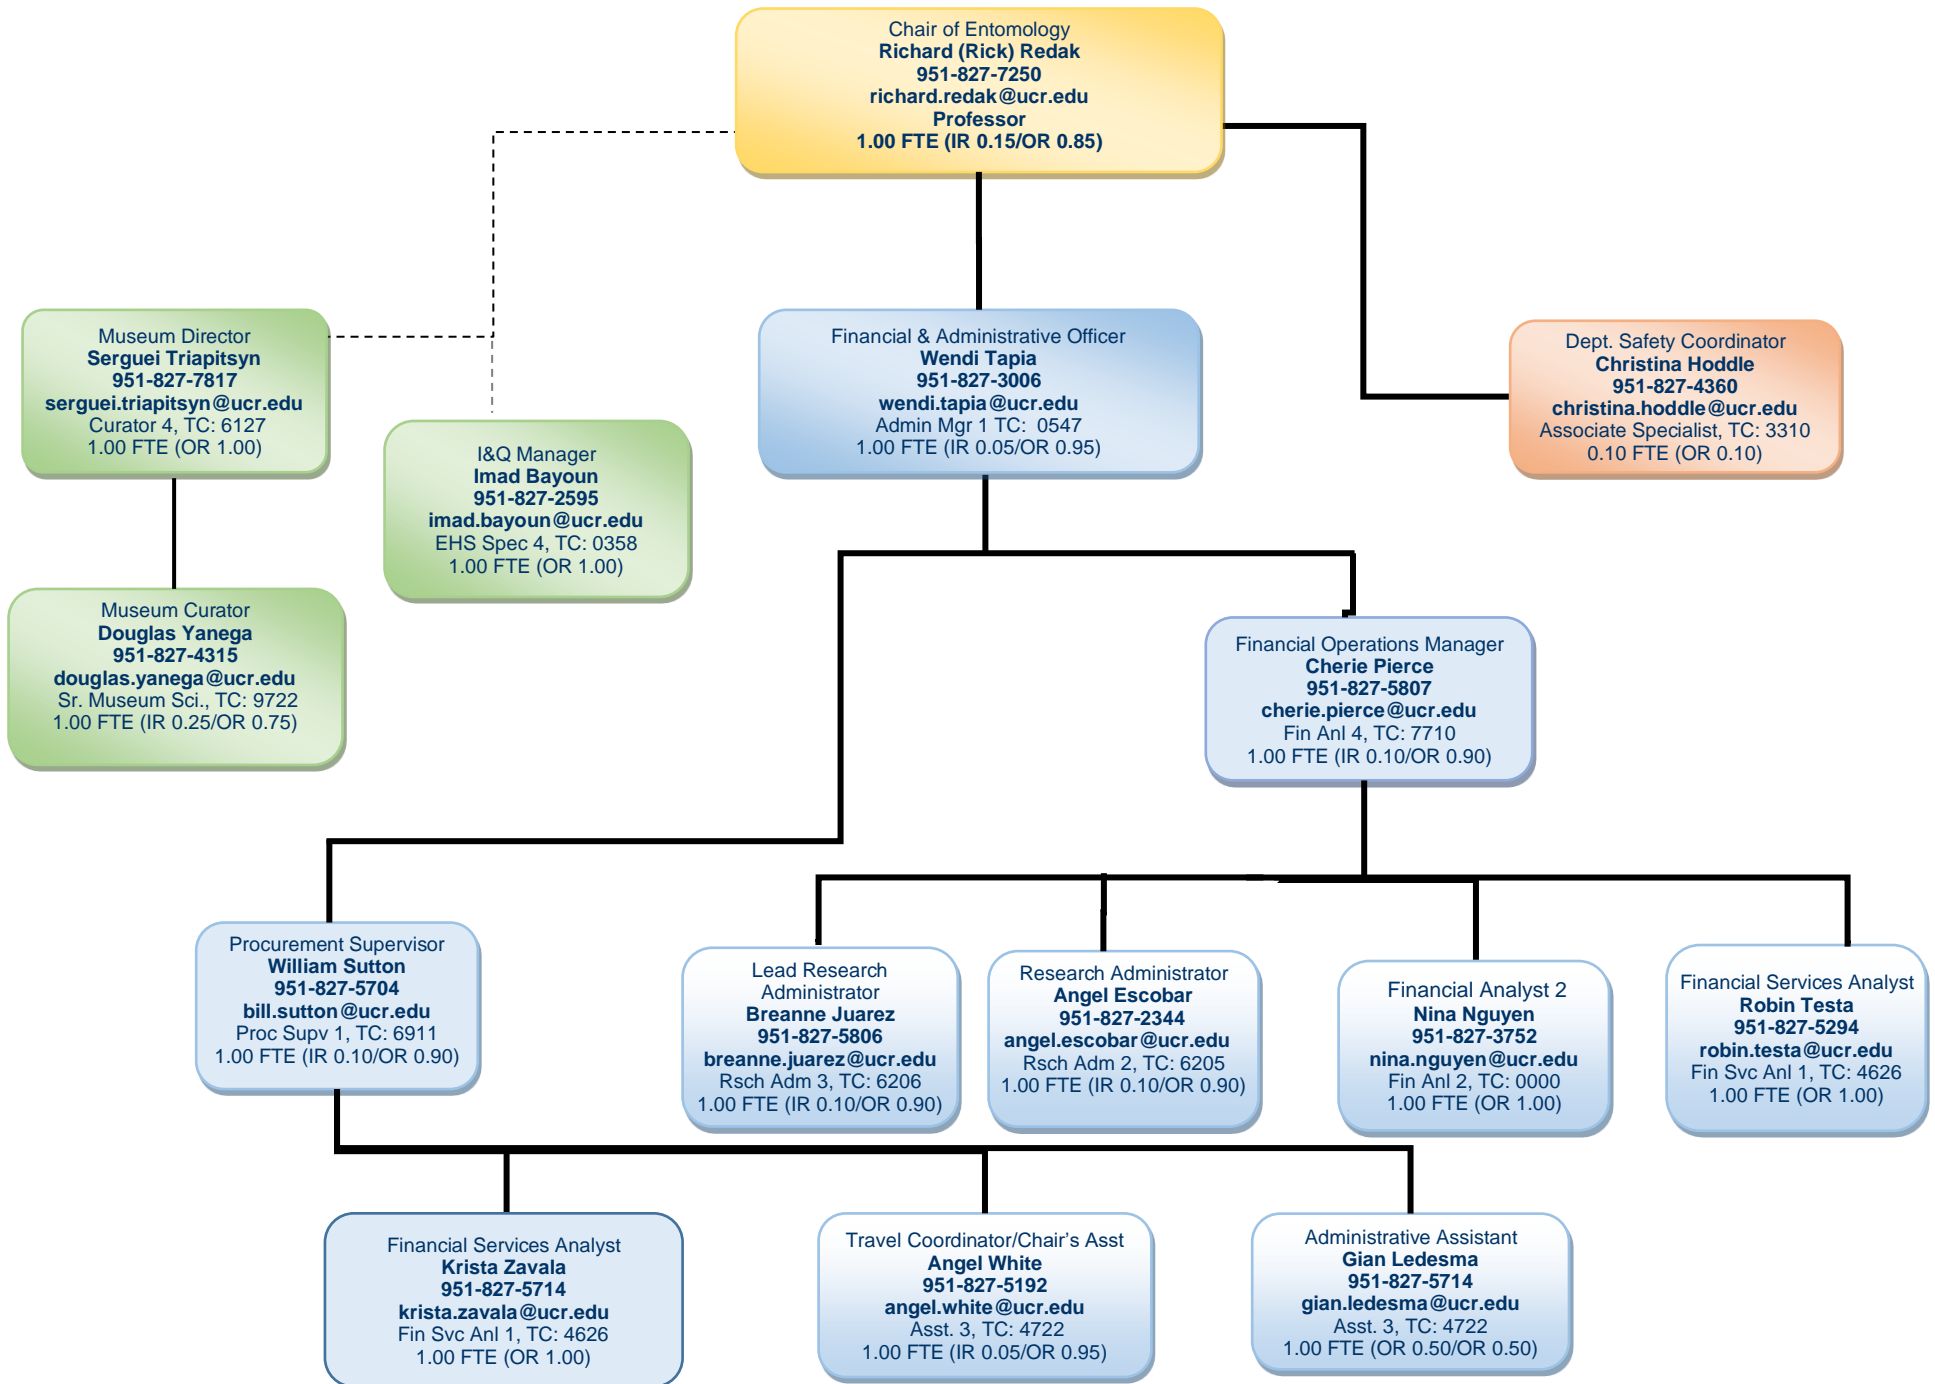 Chair of Entomology
Richard (Rick) Redak
951-827-7250
richard.redak@ucr.edu
Professor
1.00 FTE (IR 0.15/OR 0.85)
Museum Director
Serguei Triapitsyn
951-827-7817
serguei.triapitsyn@ucr.edu
Curator 4, TC: 6127
1.00 FTE (OR 1.00)
Financial & Administrative Officer
Wendi Tapia
951-827-3006
wendi.tapia@ucr.edu
Admin Mgr 1 TC: 0547
1.00 FTE (IR 0.05/OR 0.95)
Dept. Safety Coordinator
Christina Hoddle
951-827-4360
christina.hoddle@ucr.edu
Associate Specialist, TC: 3310
0.10 FTE (OR 0.10)
I&Q Manager
Imad Bayoun
951-827-2595
imad.bayoun@ucr.edu
EHS Spec 4, TC: 0358
1.00 FTE (OR 1.00)
Museum Curator
Douglas Yanega
951-827-4315
douglas.yanega@ucr.edu
Sr. Museum Sci., TC: 9722
1.00 FTE (IR 0.25/OR 0.75)
Financial Operations Manager
Cherie Pierce
951-827-5807
cherie.pierce@ucr.edu
Fin Anl 4, TC: 7710
1.00 FTE (IR 0.10/OR 0.90)
Procurement Supervisor
William Sutton
951-827-5704
bill.sutton@ucr.edu
Proc Supv 1, TC: 6911
1.00 FTE (IR 0.10/OR 0.90)
Lead Research
Administrator
Breanne Juarez
951-827-5806
breanne.juarez@ucr.edu
Rsch Adm 3, TC: 6206
1.00 FTE (IR 0.10/OR 0.90)
Research Administrator
Angel Escobar
951-827-2344
angel.escobar@ucr.edu
Rsch Adm 2, TC: 6205
1.00 FTE (IR 0.10/OR 0.90)
Financial Analyst 2
Nina Nguyen
951-827-3752
nina.nguyen@ucr.edu
Fin Anl 2, TC: 0000
1.00 FTE (OR 1.00)
Financial Services Analyst
Robin Testa
951-827-5294
robin.testa@ucr.edu
Fin Svc Anl 1, TC: 4626
1.00 FTE (OR 1.00)
Financial Services Analyst
Krista Zavala
951-827-5714
krista.zavala@ucr.edu
Fin Svc Anl 1, TC: 4626
1.00 FTE (OR 1.00)
Travel Coordinator/Chair's Asst
Angel White
951-827-5192
angel.white@ucr.edu
Asst. 3, TC: 4722
1.00 FTE (IR 0.05/OR 0.95)
Administrative Assistant
Gian Ledesma
951-827-5714
gian.ledesma@ucr.edu
Asst. 3, TC: 4722
1.00 FTE (OR 0.50/OR 0.50)